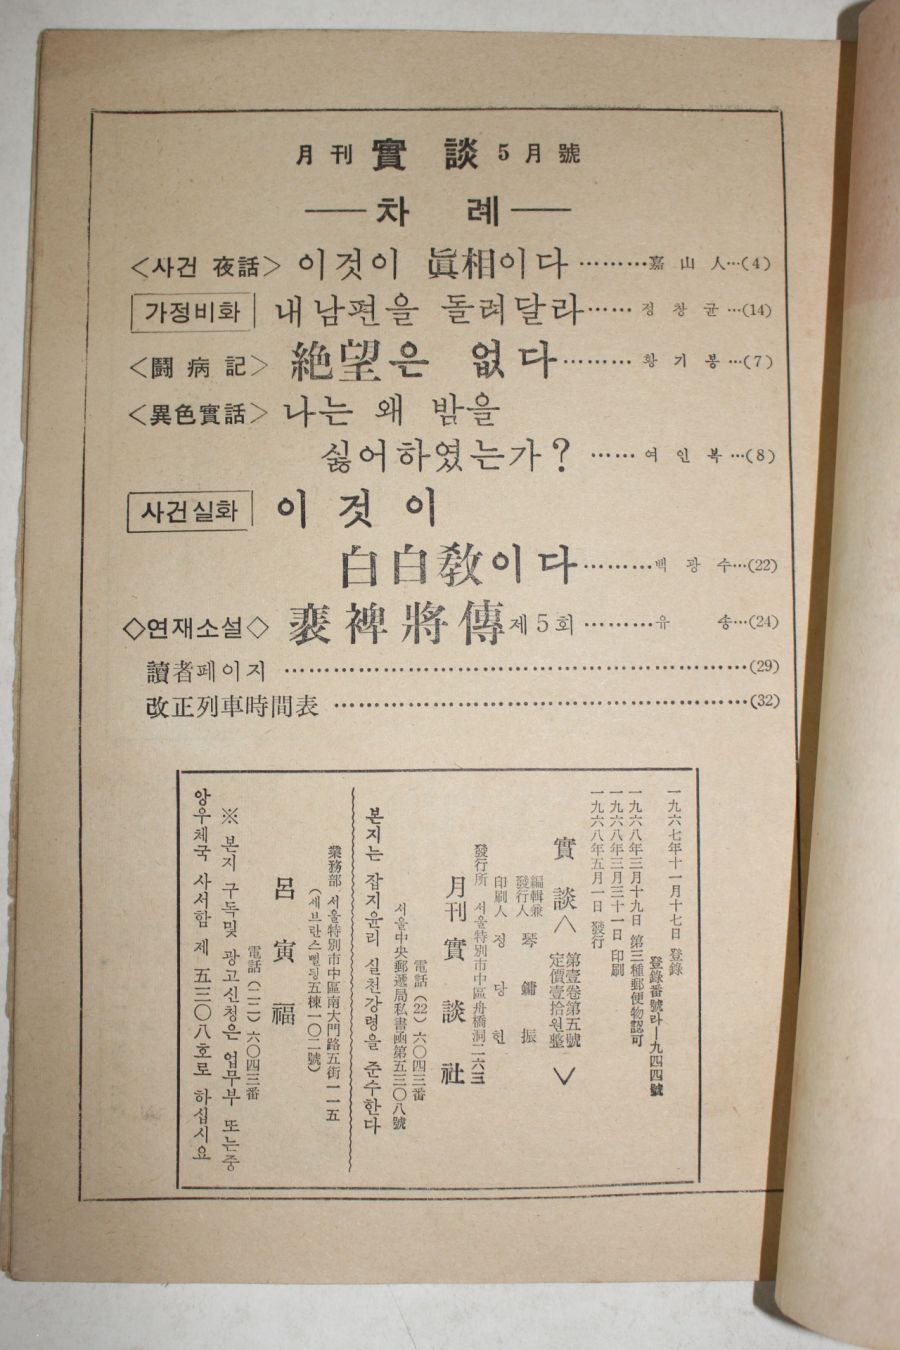 月刊 實談 5月號
차 례
<사건 夜話> 이것이 眞相이다 ………嘉山人…(4)
가정비화 내남편을 돌려달라 …… 정창균 …(14)
<鬪病記> 絶望은 없다 ……… 황기봉 …(7)
<異色實話> 나는 왜 밤을
싫어하였는가? …… 여인복 …(8)
사건실화 이것이
白白敎이다 ………백광수…(22)
◇연재소설◇ 裵裨將傳 제5회 ………유송…(24)
讀者페이지 ……………………………………(29)
改正列車時間表 ………………………………(32)
一九六七年十一月十七日 登錄
登錄番號라ㅣ九四四號
一九六八年三月十九日 第三種郵便物認可
一九六八年三月三十一日 印刷
一九六八年五月一日 發行
實談 <第壹卷第五號 定價壹拾원整>
編輯兼發行人 琴鏞振
印刷人 정당헌
發行所 서울特別市中區舟橋洞二六三
月刊 實談社
電話 (22) 六〇四三番
서울中央郵遞局私書函第五三〇八號
본지는 잡지윤리 실천강령을 준수한다
業務部 서울特別市中區南大門路五街一一五
(세브란스삘딩五棟一〇二號)
呂寅福
電話 (二二) 六〇四三番
※ 본지 구독및 광고신청은 업무부 또는중
앙우체국 사서함 제 五三〇八호로 하십시요